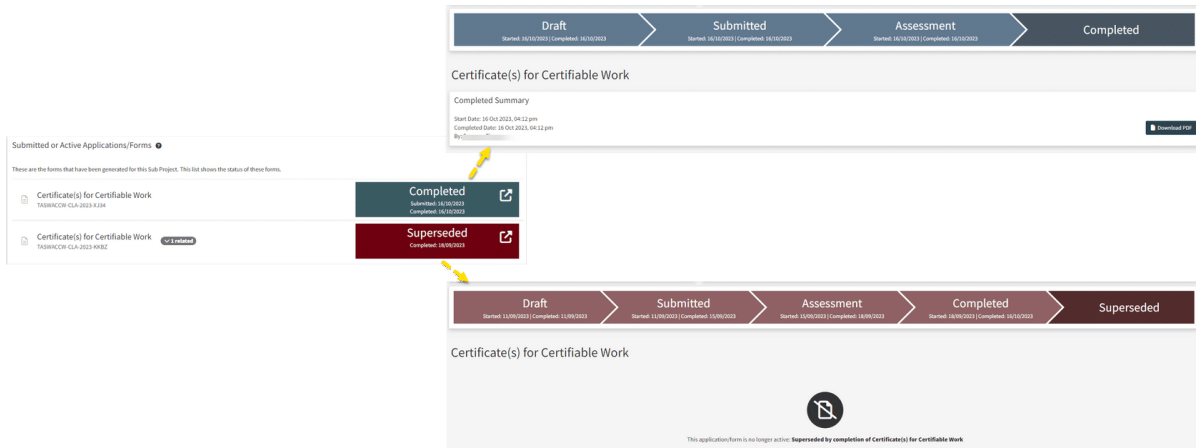 Draft
Started: 16/10/2023 | Completed: 16/10/2023
Submitted
Started: 16/10/2023 | Completed: 16/10/2023
Assessment
Started: 16/10/2023 | Completed: 16/10/2023
Completed
Certificate(s) for Certifiable Work
Completed Summary
Start Date: 16 Oct 2023, 04:12 pm
Completed Date: 16 Oct 2023, 04:12 pm
By:
Download PDF
Submitted or Active Applications/Forms
These are the forms that have been generated for this Sub Project. This list shows the status of these forms.
Certificate(s) for Certifiable Work
TASWACCW-CLA-2023-XJ34
Completed
Submitted: 16/10/2023
Completed: 16/10/2023
Certificate(s) for Certifiable Work
1 related
TASWACCW-CLA-2023-KKBZ
Superseded
Completed: 18/09/2023
Draft
Started: 11/09/2023 | Completed: 11/09/2023
Submitted
Started: 11/09/2023 | Completed: 15/09/2023
Assessment
Started: 15/09/2023 | Completed: 18/09/2023
Completed
Started: 18/09/2023 | Completed: 16/10/2023
Superseded
Certificate(s) for Certifiable Work
This application/form is no longer active: Superseded by completion of Certificate(s) for Certifiable Work